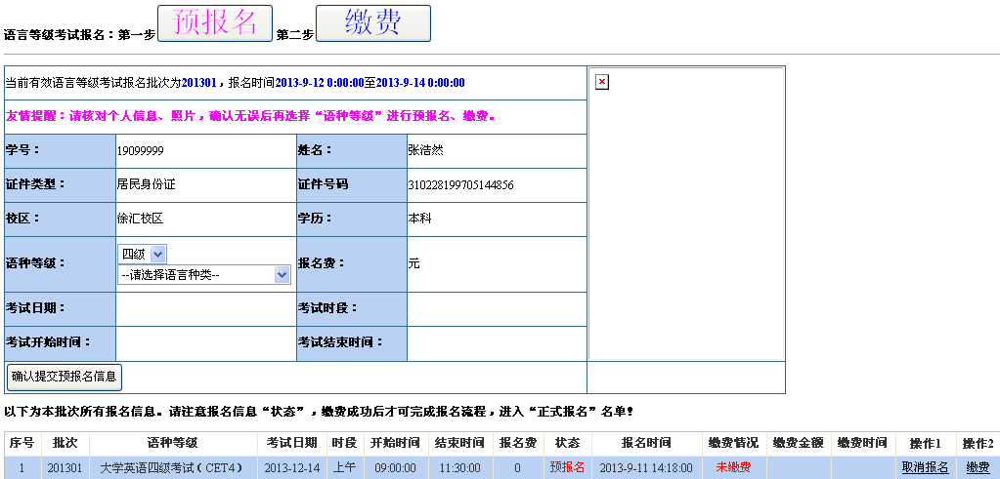 语言等级考试报名：第一步 预报名 第二步 缴费
当前有效语言等级考试报名批次为201301，报名时间2013-9-12 0:00:00至2013-9-14 0:00:00
友情提醒：请核对个人信息、照片，确认无误后再选择“语种等级”进行预报名、缴费。
学号： 19099999 姓名： 张浩然
证件类型： 居民身份证 证件号码 310228199705144856
校区： 徐汇校区 学历： 本科
语种等级： 四级 报名费： 元
--请选择语言种类--
考试日期： 考试时段：
考试开始时间： 考试结束时间：
确认提交预报名信息
以下为本批次所有报名信息。请注意报名信息“状态”，缴费成功后才可完成报名流程，进入“正式报名”名单！
序号 批次 语种等级 考试日期 时段 开始时间 结束时间 报名费 状态 报名时间 缴费情况 缴费金额 缴费时间 操作1 操作2
1 201301 大学英语四级考试（CET4） 2013-12-14 上午 09:00:00 11:30:00 0 预报名 2013-9-11 14:18:00 未缴费 取消报名 缴费